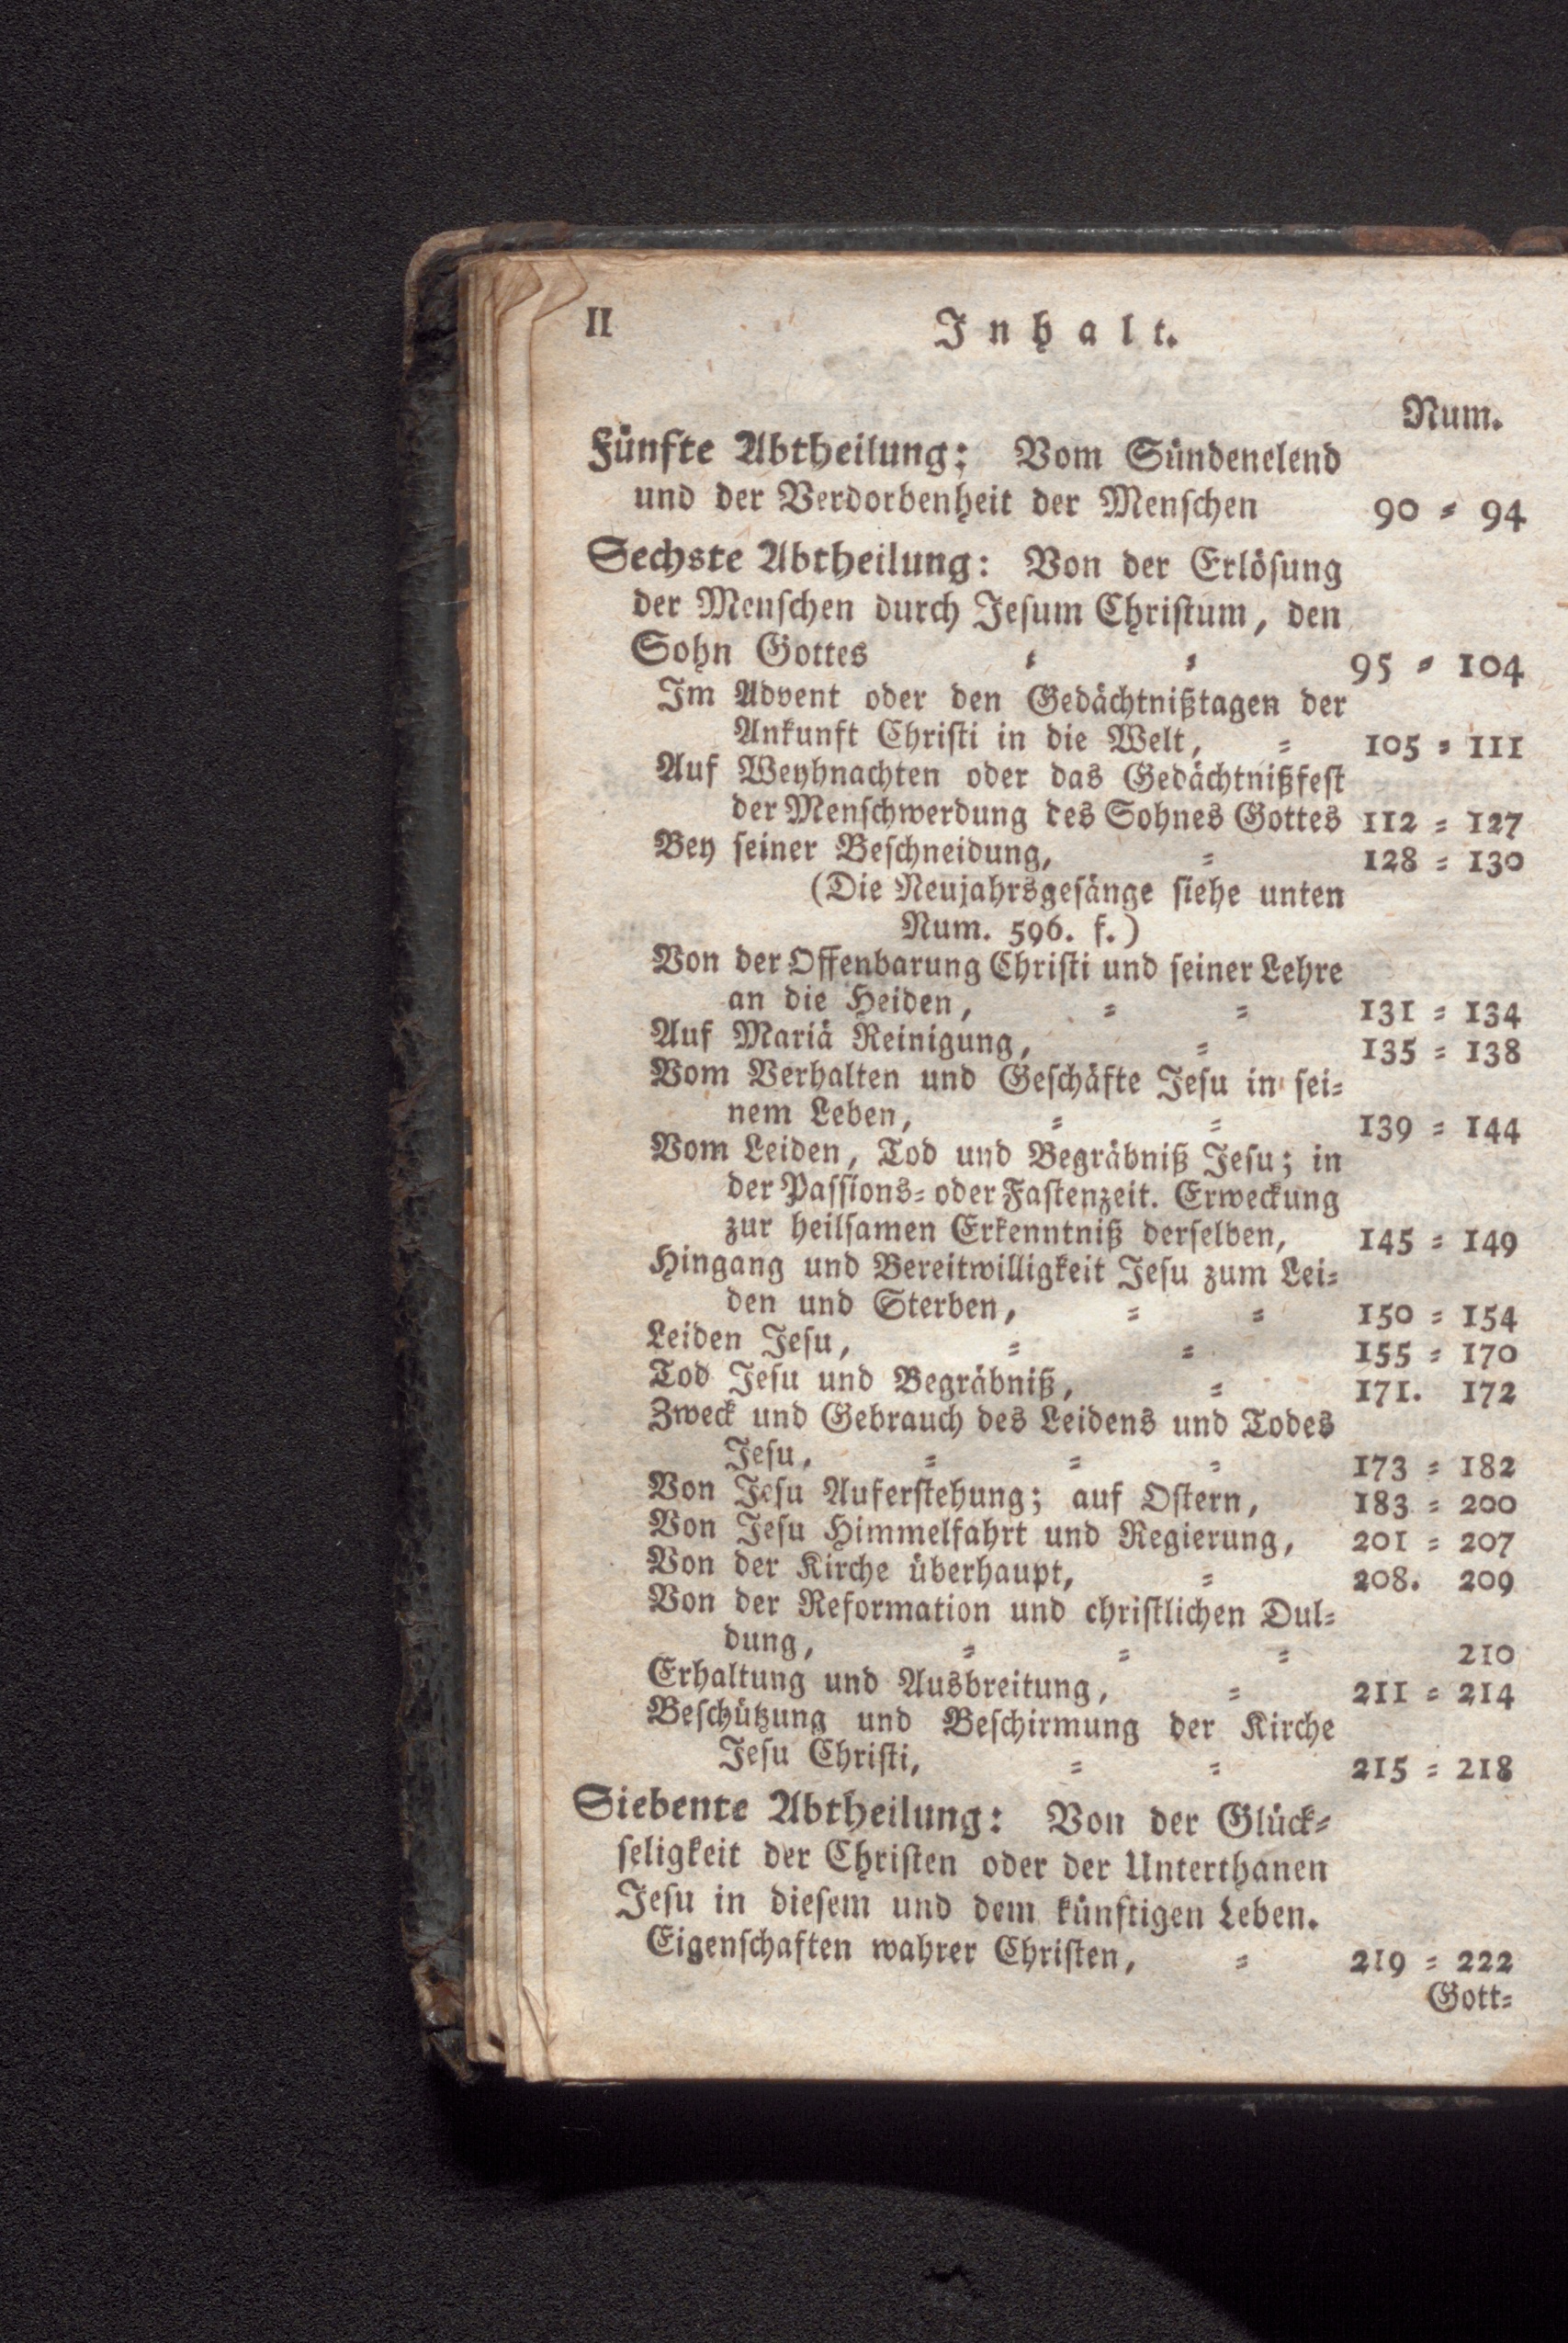 II
Inhalt.
Num.
Fünfte Abtheilung: Vom Sündenelend
und der Verdorbenheit der Menſchen 90 = 94
Sechste Abtheilung: Von der Erlöſung
der Menſchen durch Jeſum Chriſtum, den
Sohn Gottes = = 95 = 104
Im Advent oder den Gedächtnißtagen der
Ankunft Chriſti in die Welt, = 105 = 111
Auf Weyhnachten oder das Gedächtnißfeſt
der Menſchwerdung des Sohnes Gottes 112 = 127
Bey ſeiner Beſchneidung, = 128 = 130
(Die Neujahrsgeſänge ſiehe unten
Num. 596. f.)
Von der Offenbarung Chriſti und ſeiner Lehre
an die Heiden, = = 131 = 134
Auf Mariä Reinigung, = 135 = 138
Vom Verhalten und Geſchäfte Jeſu in ſei=
nem Leben, = = 139 = 144
Vom Leiden, Tod und Begräbniß Jeſu; in
der Paſſions= oder Faſtenzeit. Erweckung
zur heilſamen Erkenntniß derſelben, 145 = 149
Hingang und Bereitwilligkeit Jeſu zum Lei=
den und Sterben, = = 150 = 154
Leiden Jeſu, = = 155 = 170
Tod Jeſu und Begräbniß, = 171. 172
Zweck und Gebrauch des Leidens und Todes
Jeſu, = = = 173 = 182
Von Jeſu Auferſtehung; auf Oſtern, 183 = 200
Von Jeſu Himmelfahrt und Regierung, 201 = 207
Von der Kirche überhaupt, = 208. 209
Von der Reformation und chriſtlichen Dul=
dung, = = = 210
Erhaltung und Ausbreitung, = 211 = 214
Beſchützung und Beſchirmung der Kirche
Jeſu Chriſti, = = 215 = 218
Siebente Abtheilung: Von der Glück=
ſeligkeit der Chriſten oder der Unterthanen
Jeſu in dieſem und dem künftigen Leben.
Eigenſchaften wahrer Chriſten, = 219 = 222
Gott=